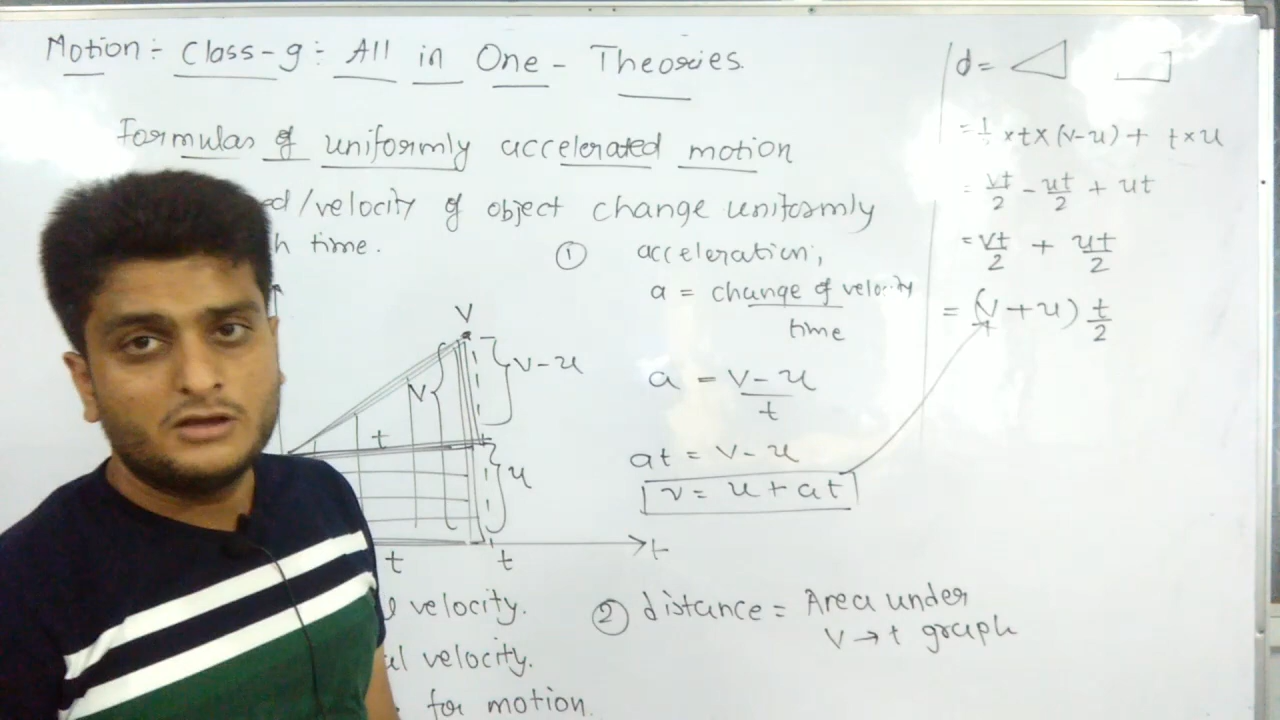 Motion :- Class-9 :- All in One - Theories.
Formulas of uniformly accelerated motion
ed/velocity of object change uniformly
h time.
① acceleration,
a = change of velocity
time
a = v - u
t
at = v - u
v = u + at
V
v - u
V
t
u
t
t
t
velocity.
velocity.
for motion.
② distance = Area under
v → t graph
d =
= 1 × t × (v-u) + t × u
= vt/2 - ut/2 + ut
= vt/2 + ut/2
= (v + u) t/2